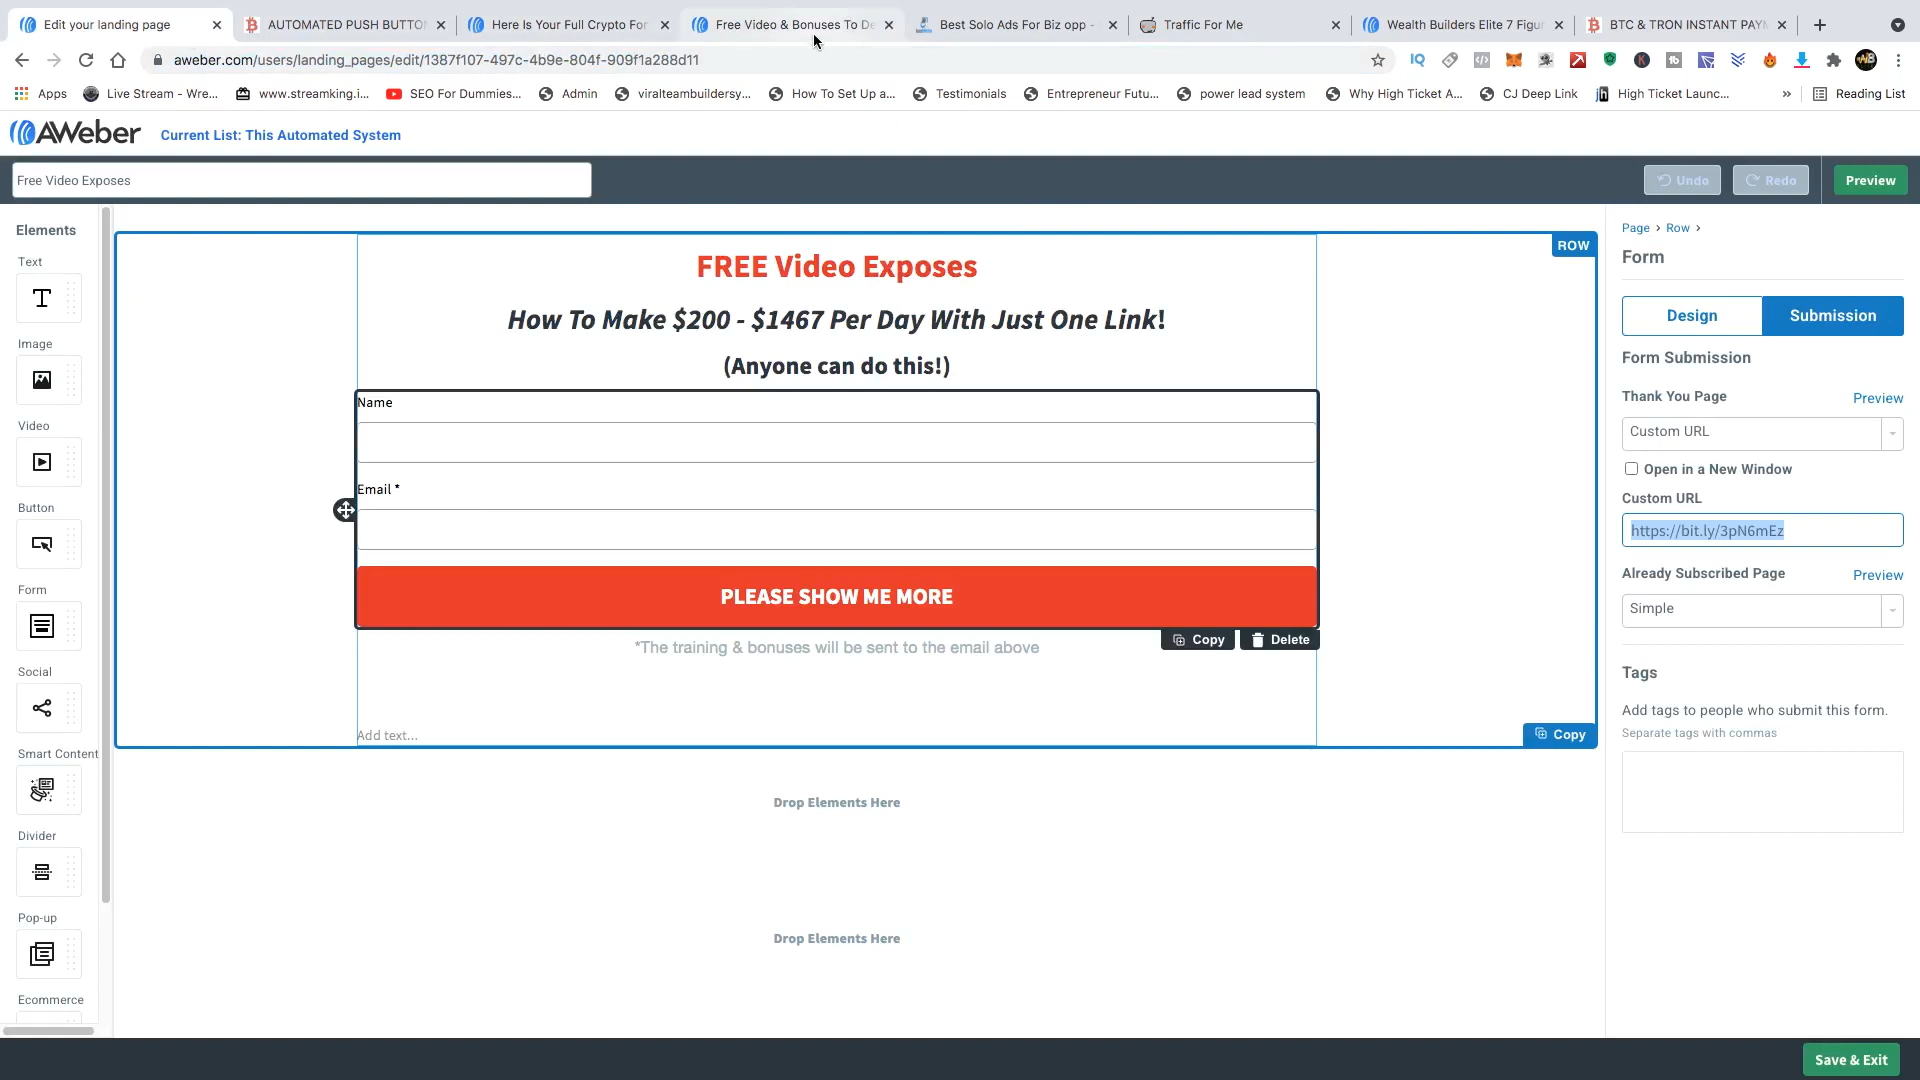 Edit your landing page
AUTOMATED PUSH BUTTO
Here Is Your Full Crypto For
Free Video & Bonuses To De
Best Solo Ads For Biz opp -
Traffic For Me
Wealth Builders Elite 7 Figu
BTC & TRON INSTANT PAY
aweber.com/users/landing_pages/edit/1387f107-497c-4b9e-804f-909f1a288d11
Apps
Live Stream - Wre...
www.streamking.i...
SEO For Dummies...
Admin
viralteambuildersy...
How To Set Up a...
Testimonials
Entrepreneur Futu...
power lead system
Why High Ticket A...
CJ Deep Link
High Ticket Launc...
»
Reading List
AWeber
Current List: This Automated System
Free Video Exposes
Undo
Redo
Preview
Elements
Text
Image
Video
Button
Form
Social
Smart Content
Divider
Pop-up
Ecommerce
ROW
FREE Video Exposes
How To Make $200 - $1467 Per Day With Just One Link!
(Anyone can do this!)
Name
Email *
PLEASE SHOW ME MORE
Copy
Delete
*The training & bonuses will be sent to the email above
Add text...
Copy
Drop Elements Here
Drop Elements Here
Page › Row ›
Form
Design
Submission
Form Submission
Thank You Page
Preview
Custom URL
Open in a New Window
Custom URL
https://bit.ly/3pN6mEz
Already Subscribed Page
Preview
Simple
Tags
Add tags to people who submit this form.
Separate tags with commas
Save & Exit